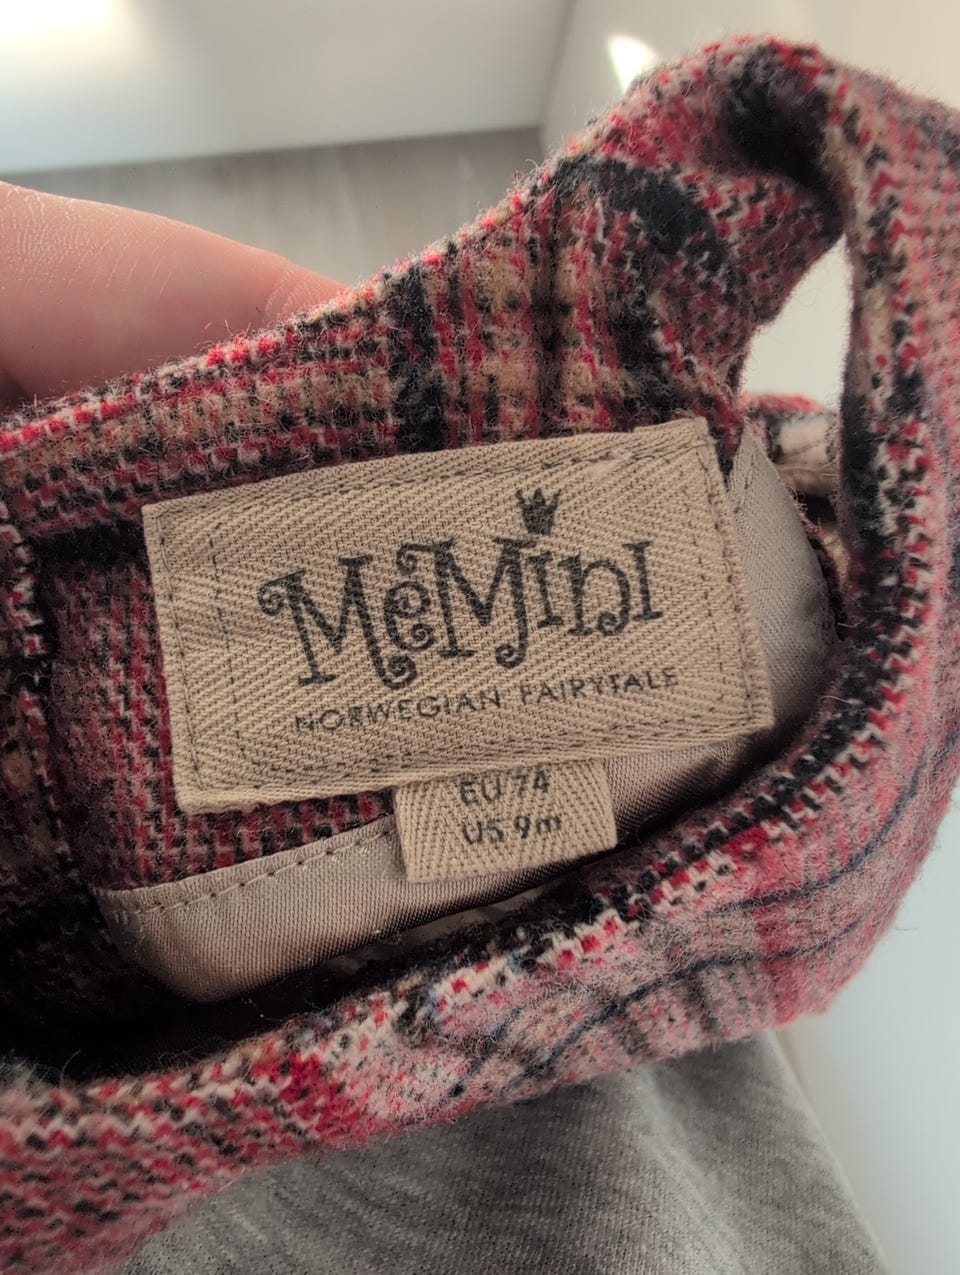 MeMini
NORWEGIAN FAIRYTALE
EU 74
US 9m